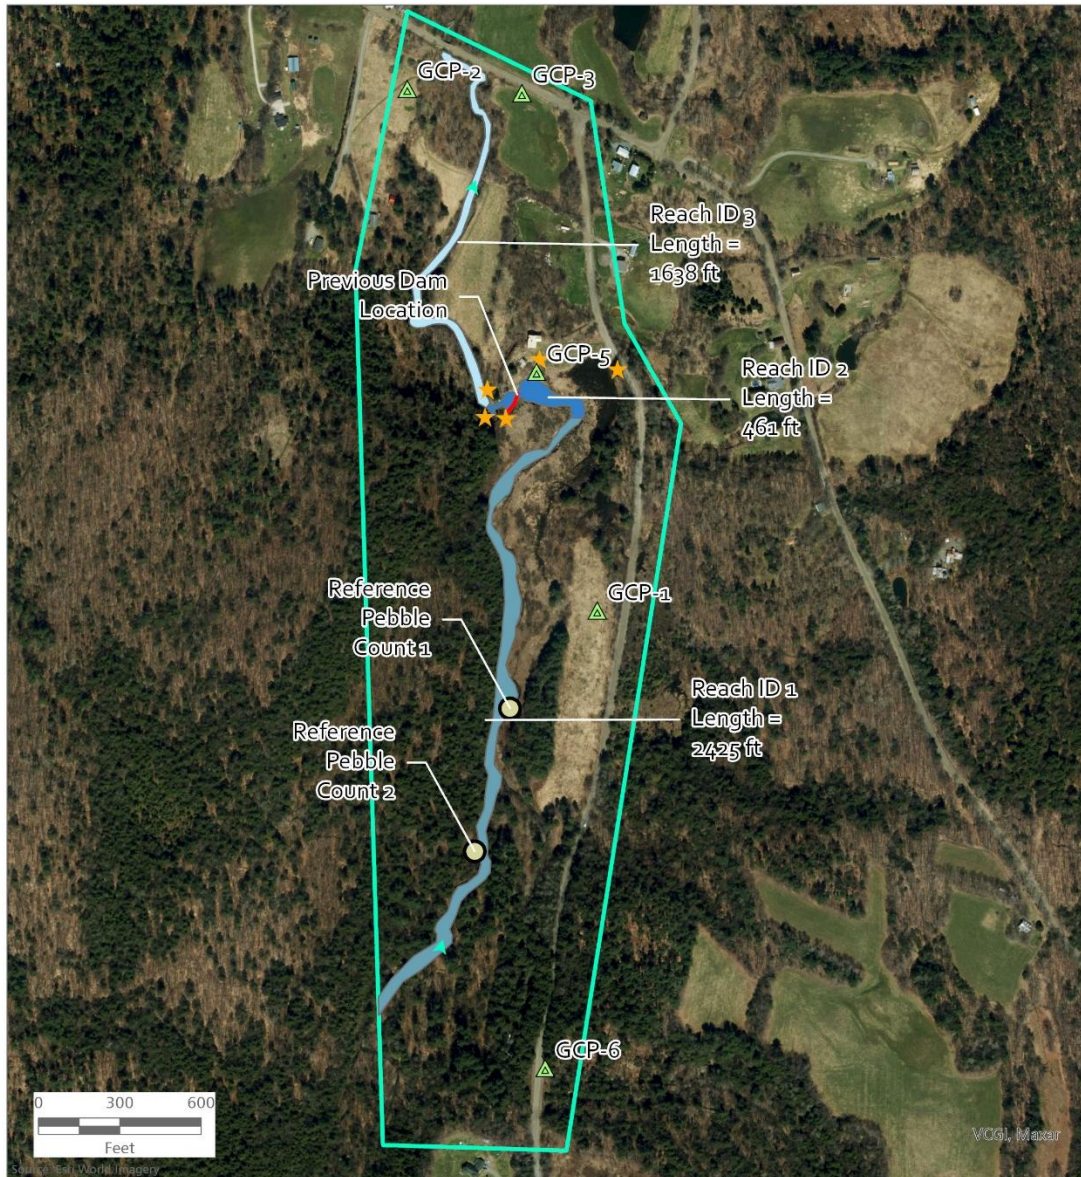 GCP-2
GCP-3
Reach ID 3
Length =
1638 ft
Previous Dam
Location
GCP-5
Reach ID 2
Length =
461 ft
Reference
Pebble
Count 1
GCP-1
Reach ID 1
Length =
2425 ft
Reference
Pebble
Count 2
GCP-6
0 300 600
Feet
VCGI, Maxar
Source: Esri World Imagery